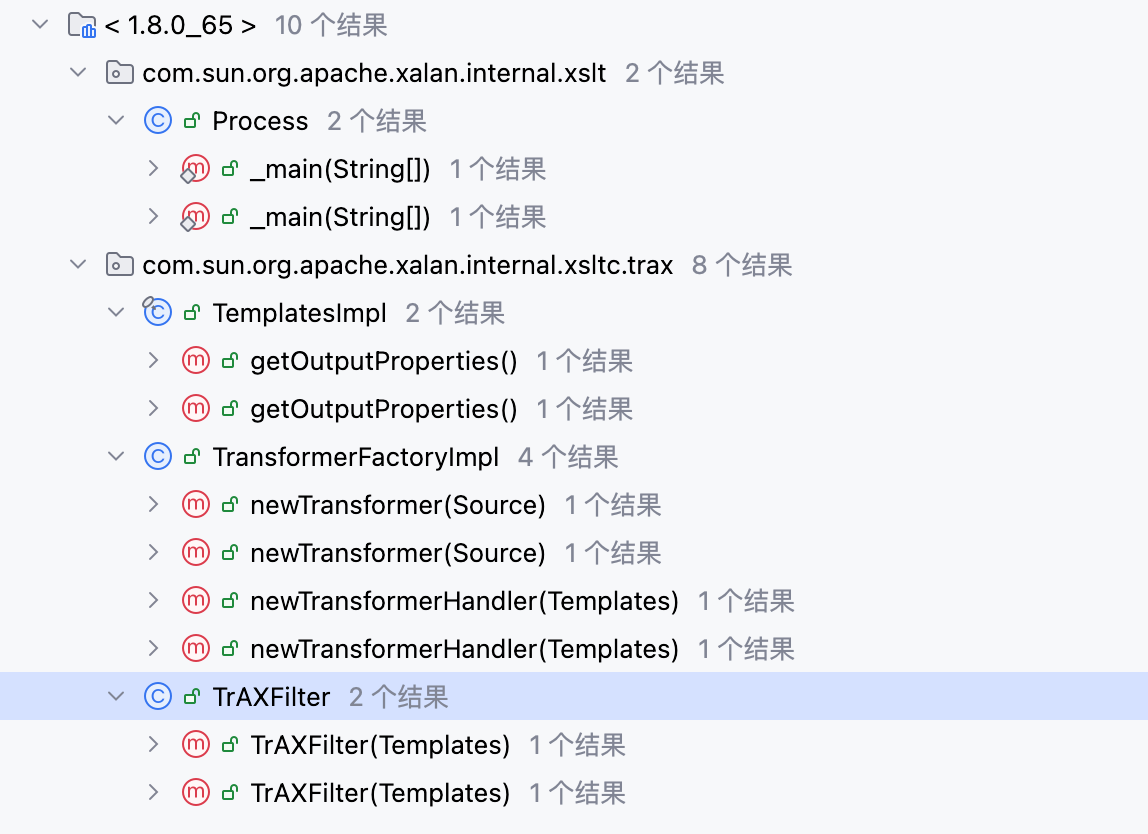 < 1.8.0_65 > 10 个结果
com.sun.org.apache.xalan.internal.xslt 2 个结果
C Process 2 个结果
m _main(String[]) 1 个结果
m _main(String[]) 1 个结果
com.sun.org.apache.xalan.internal.xsltc.trax 8 个结果
C TemplatesImpl 2 个结果
m getOutputProperties() 1 个结果
m getOutputProperties() 1 个结果
C TransformerFactoryImpl 4 个结果
m newTransformer(Source) 1 个结果
m newTransformer(Source) 1 个结果
m newTransformerHandler(Templates) 1 个结果
m newTransformerHandler(Templates) 1 个结果
C TrAXFilter 2 个结果
m TrAXFilter(Templates) 1 个结果
m TrAXFilter(Templates) 1 个结果